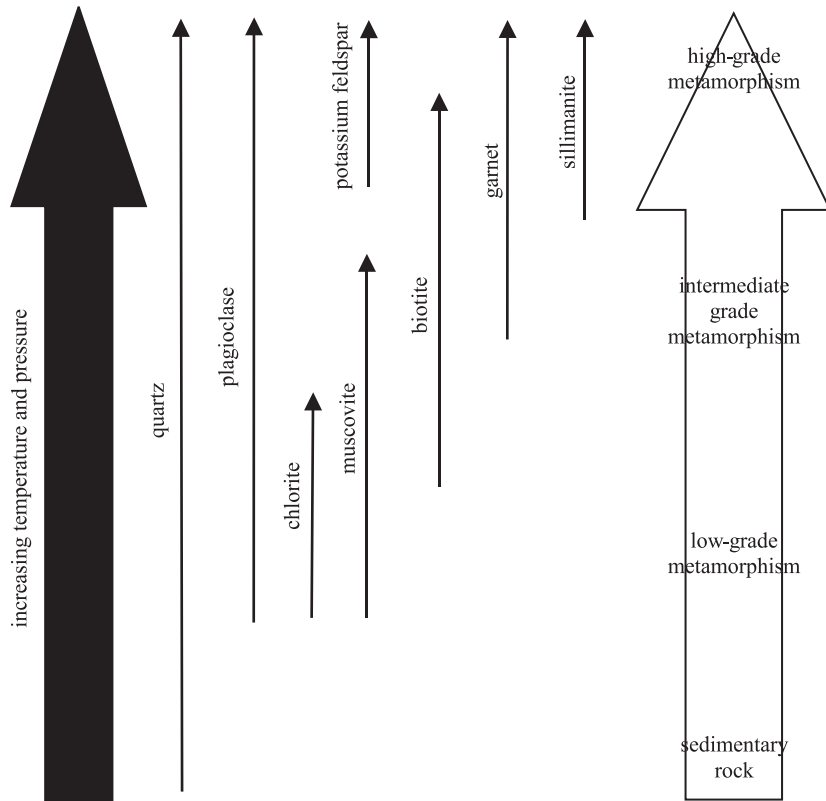 increasing temperature and pressure
quartz
plagioclase
chlorite
muscovite
potassium feldspar
biotite
garnet
sillimanite
high-grade
metamorphism
intermediate
grade
metamorphism
low-grade
metamorphism
sedimentary
rock